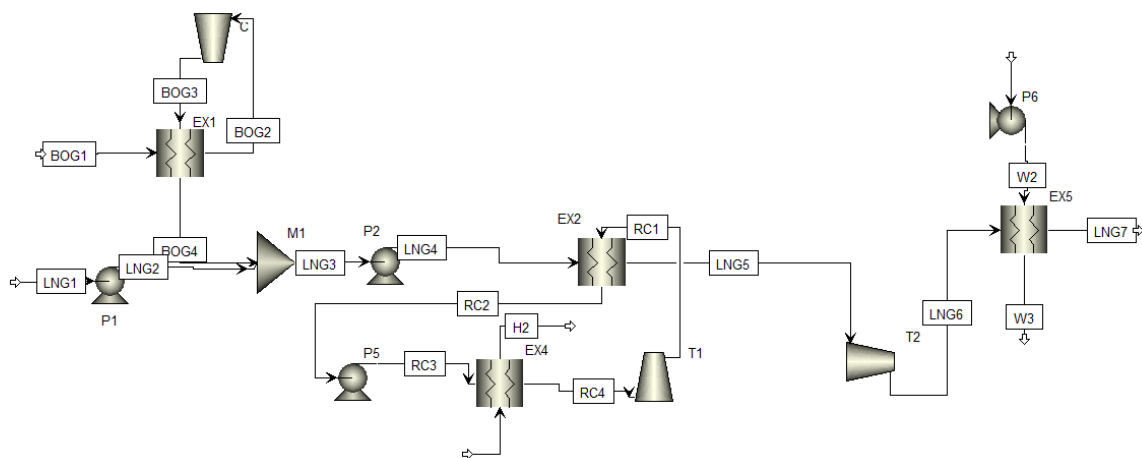 C
BOG3
BOG2
EX1
BOG1
P6
W2
EX5
LNG7
W3
BOG4
M1
LNG1
LNG2
P1
LNG3
P2
LNG4
EX2
RC1
LNG5
RC2
H2
EX4
P5
RC3
RC4
T1
T2
LNG6